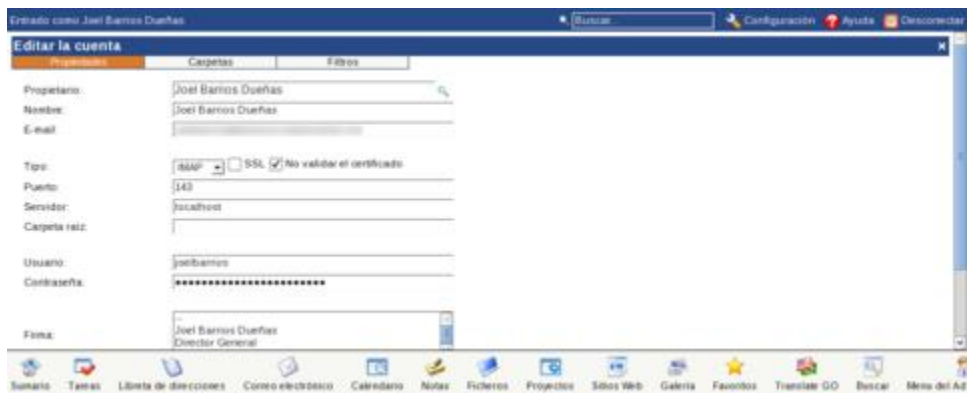 Entrado como Joel Barrios Dueñas Buscar... Configuración Ayuda Desconectar
Editar la cuenta
Propiedades Carpetas Filtros
Propietario: Joel Barrios Dueñas
Nombre: Joel Barrios Dueñas
E-mail:
Tipo: IMAP SSL No validar el certificado
Puerto: 143
Servidor: localhost
Carpeta raíz:
Usuario: joelbarrios
Contraseña:
Firma: --
Joel Barrios Dueñas
Director General
Sumario Tareas Libreta de direcciones Correo electrónico Calendario Notas Ficheros Proyectos Sitios Web Galería Favoritos Translate GO Buscar Menu del Ad